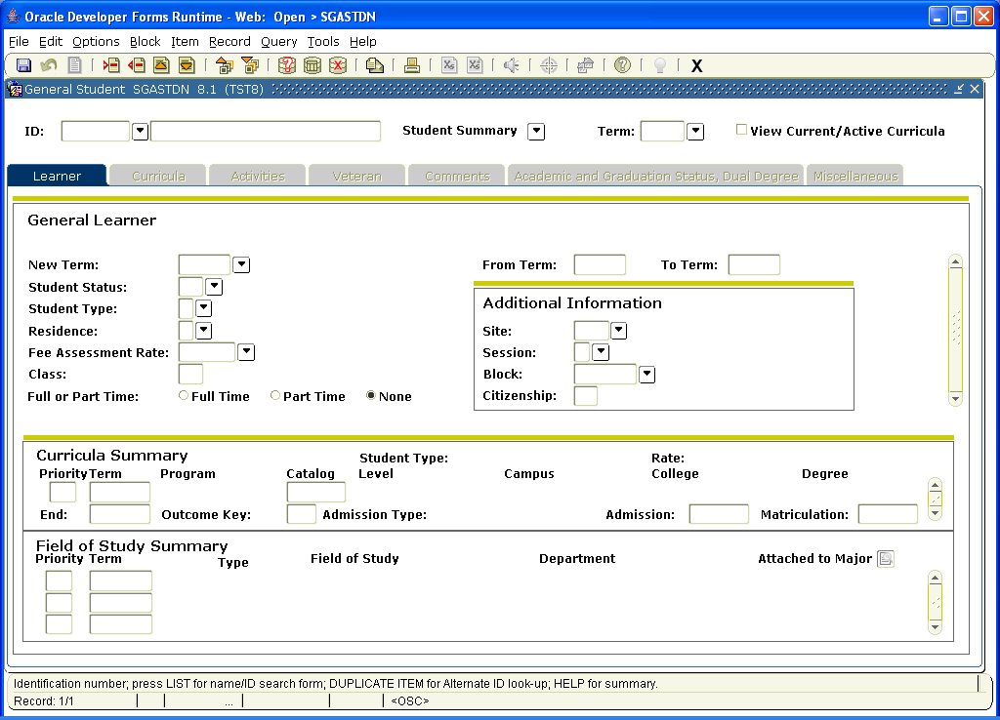 Oracle Developer Forms Runtime - Web: Open > SGASTDN
File Edit Options Block Item Record Query Tools Help
X
General Student SGASTDN 8.1 (TST8)
ID: Student Summary Term: View Current/Active Curricula
Learner Curricula Activities Veteran Comments Academic and Graduation Status, Dual Degree Miscellaneous
General Learner
New Term: From Term: To Term:
Student Status:
Additional Information
Student Type:
Residence: Site:
Fee Assessment Rate: Session:
Class: Block:
Full or Part Time: Full Time Part Time None Citizenship:
Curricula Summary Student Type: Rate:
Priority Term Program Catalog Level Campus College Degree
End: Outcome Key: Admission Type: Admission: Matriculation:
Field of Study Summary
Priority Term Type Field of Study Department Attached to Major
Identification number; press LIST for name/ID search form; DUPLICATE ITEM for Alternate ID look-up; HELP for summary.
Record: 1/1 ... <OSC>